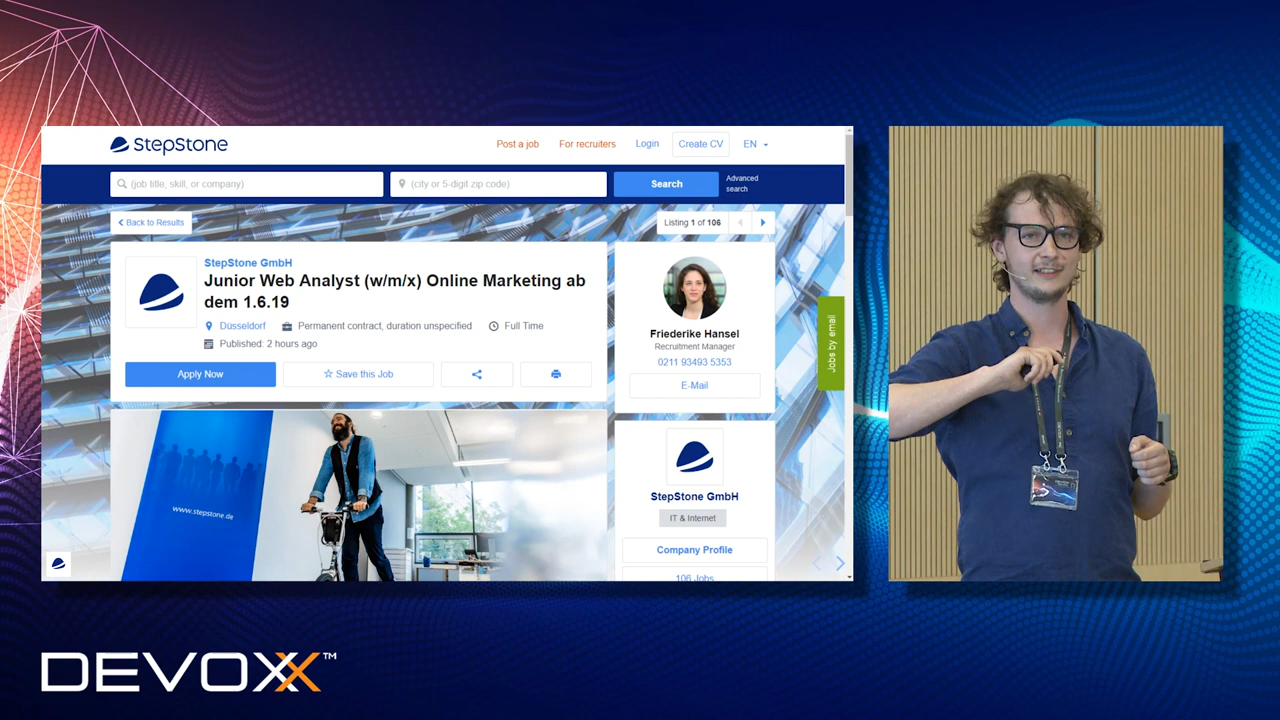 StepStone
Post a job
For recruiters
Login
Create CV
EN
(job title, skill, or company)
(city or 5-digit zip code)
Search
Advanced
search
Back to Results
Listing 1 of 106
StepStone GmbH
Junior Web Analyst (w/m/x) Online Marketing ab
dem 1.6.19
Düsseldorf
Permanent contract, duration unspecified
Full Time
Published: 2 hours ago
Apply Now
Save this Job
Friederike Hansel
Recruitment Manager
0211 93493 5353
E-Mail
Jobs by email
www.stepstone.de
StepStone GmbH
IT & Internet
Company Profile
106 Jobs
DEVOXX™